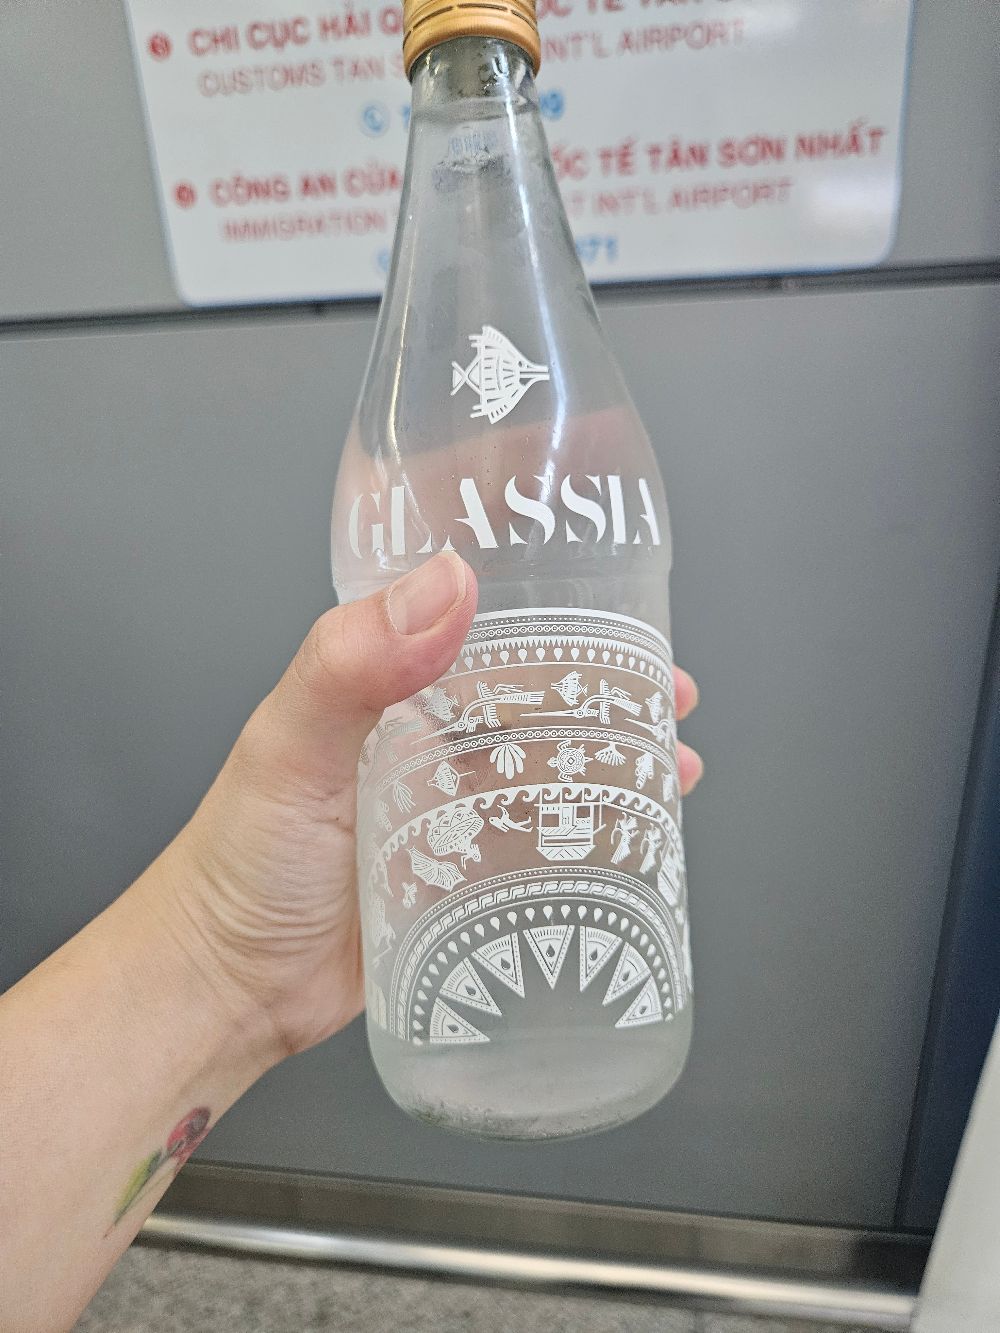 CHI CỤC HẢI
CUSTOMS TAN INT'L AIRPORT
CÔNG AN CỬA TẾ TÂN SƠN NHẤT
IMMIGRATION INT'L AIRPORT
GLASSIA